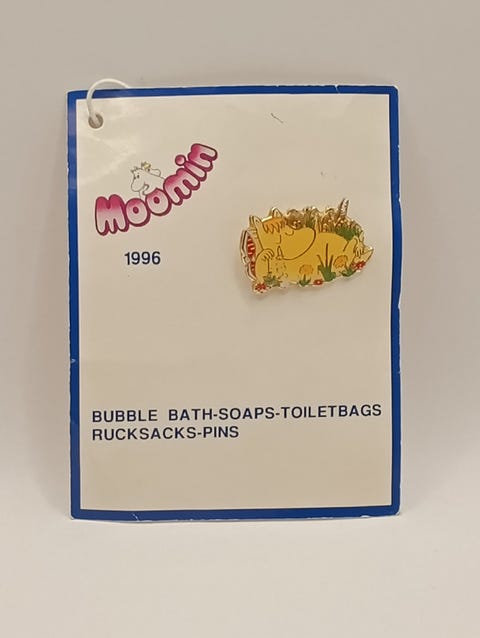 Moomin
1996
BUBBLE BATH-SOAPS-TOILETBAGS
RUCKSACKS-PINS